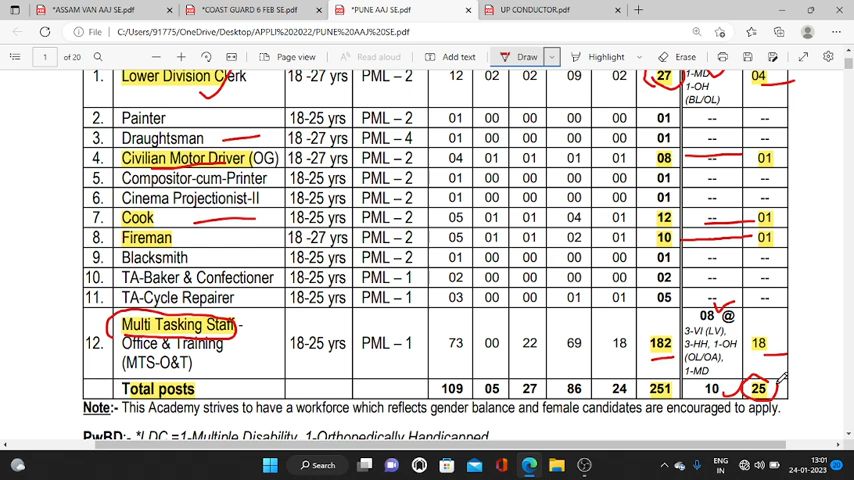 *ASSAM VAN AAJ SE.pdf
*COAST GUARD 6 FEB SE.pdf
*PUNE AAJ SE.pdf
UP CONDUCTOR.pdf
File | C:/Users/91775/OneDrive/Desktop/APPLI%202022/PUNE%20AAJ%20SE.pdf
1 of 20
Page view
Read aloud
Add text
Draw
Highlight
Erase
1. Lower Division Clerk 18 -27 yrs PML – 2 12 02 02 09 02 27 1-MD 1-OH (BL/OL) 04
2. Painter 18-25 yrs PML – 2 01 00 00 00 00 01 -- --
3. Draughtsman 18 -27 yrs PML – 4 01 00 00 00 00 01 -- --
4. Civilian Motor Driver (OG) 18 -27 yrs PML – 2 04 01 01 01 01 08 -- 01
5. Compositor-cum-Printer 18-25 yrs PML – 2 01 00 00 00 00 01 -- --
6. Cinema Projectionist-II 18-25 yrs PML – 2 01 00 00 00 00 01 -- --
7. Cook 18-25 yrs PML – 2 05 01 01 04 01 12 -- 01
8. Fireman 18 -27 yrs PML – 2 05 01 01 02 01 10 01
9. Blacksmith 18-25 yrs PML – 2 01 00 00 00 00 01 -- --
10. TA-Baker & Confectioner 18-25 yrs PML – 1 02 00 00 00 00 02 -- --
11. TA-Cycle Repairer 18-25 yrs PML – 1 03 00 00 01 01 05 -- --
12. Multi Tasking Staff - Office & Training (MTS-O&T) 18-25 yrs PML – 1 73 00 22 69 18 182 08 @ 3-VI (LV), 3-HH, 1-OH (OL/OA), 1-MD 18
Total posts 109 05 27 86 24 251 10 25
Note:- This Academy strives to have a workforce which reflects gender balance and female candidates are encouraged to apply.
PwBD:- *LDC =1-Multiple Disability, 1-Orthopedically Handicapped
Search
ENG
IN
13:01
24-01-2023